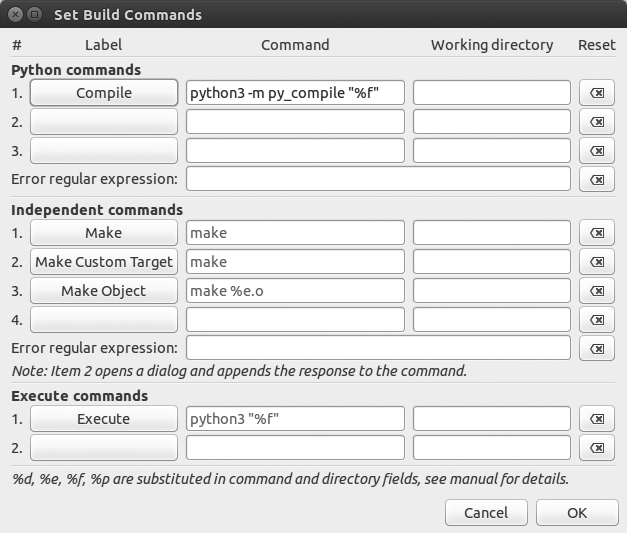 Set Build Commands
# Label Command Working directory Reset
Python commands
1. Compile python3 -m py_compile "%f"
2.
3.
Error regular expression:
Independent commands
1. Make make
2. Make Custom Target make
3. Make Object make %e.o
4.
Error regular expression:
Note: Item 2 opens a dialog and appends the response to the command.
Execute commands
1. Execute python3 "%f"
2.
%d, %e, %f, %p are substituted in command and directory fields, see manual for details.
Cancel OK